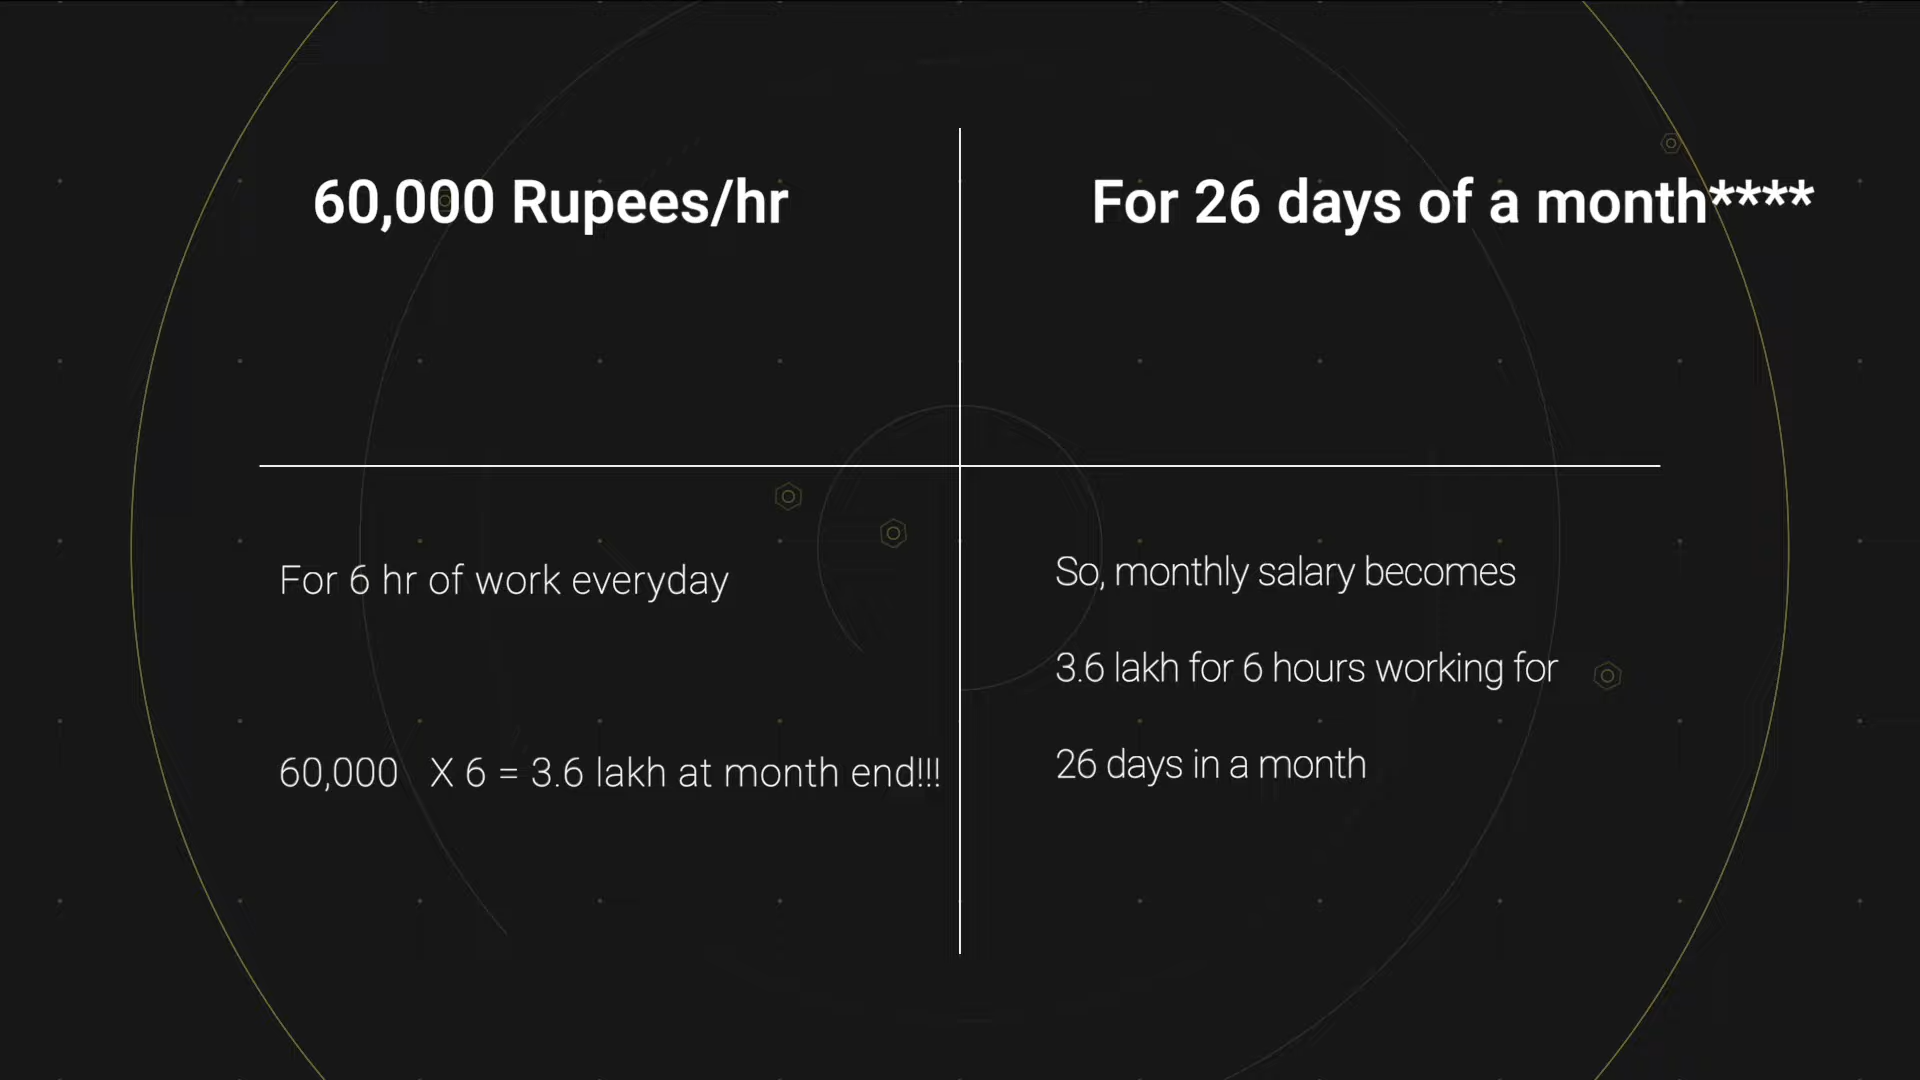 60,000 Rupees/hr
For 6 hr of work everyday
60,000 X 6 = 3.6 lakh at month end!!!
For 26 days of a month****
So, monthly salary becomes
3.6 lakh for 6 hours working for
26 days in a month